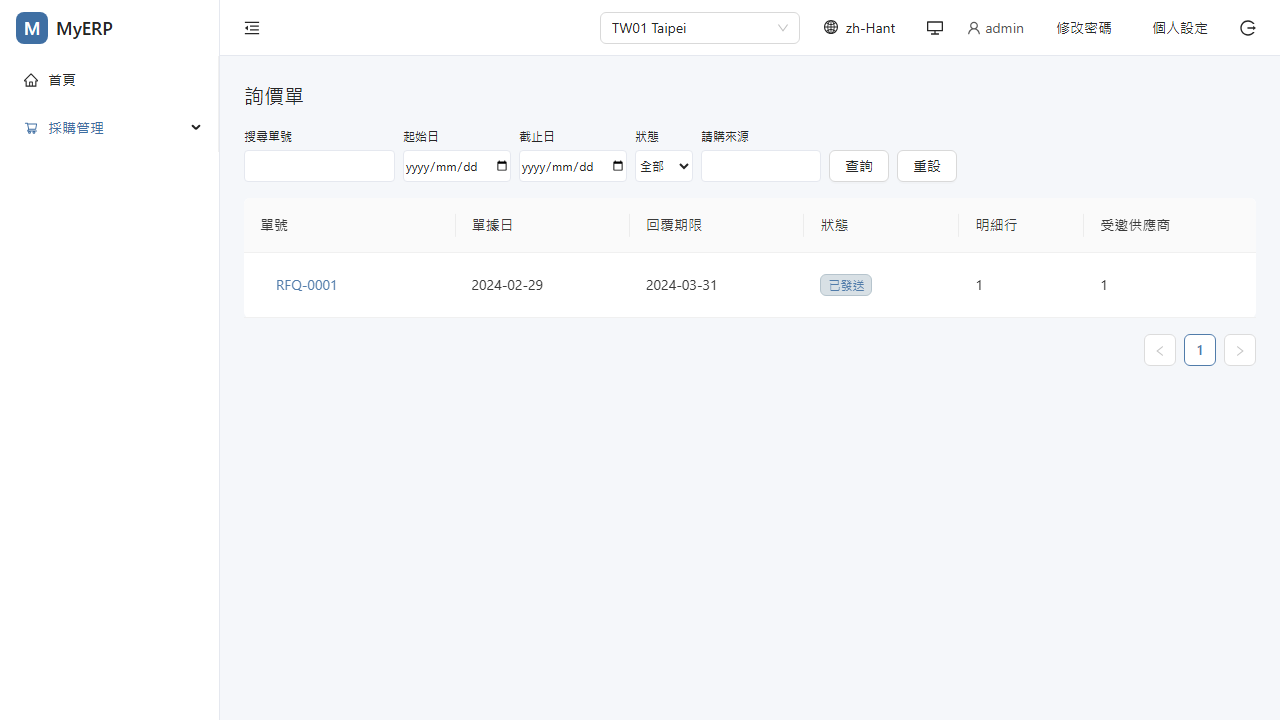 M MyERP
TW01 Taipei
zh-Hant
admin
修改密碼
個人設定
首頁
採購管理
詢價單
搜尋單號
起始日
截止日
狀態
請購來源
yyyy/mm/dd
yyyy/mm/dd
全部
查詢
重設
單號 單據日 回覆期限 狀態 明細行 受邀供應商
RFQ-0001 2024-02-29 2024-03-31 已發送 1 1
1